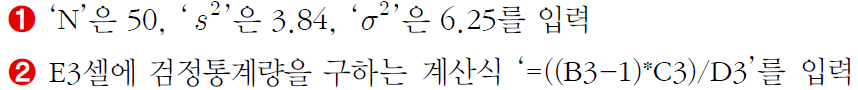 ❶ ‘N’은 50, ‘s²’은 3.84, ‘σ²’은 6.25를 입력
❷ E3셀에 검정통계량을 구하는 계산식 ‘=((B3-1)*C3)/D3’를 입력